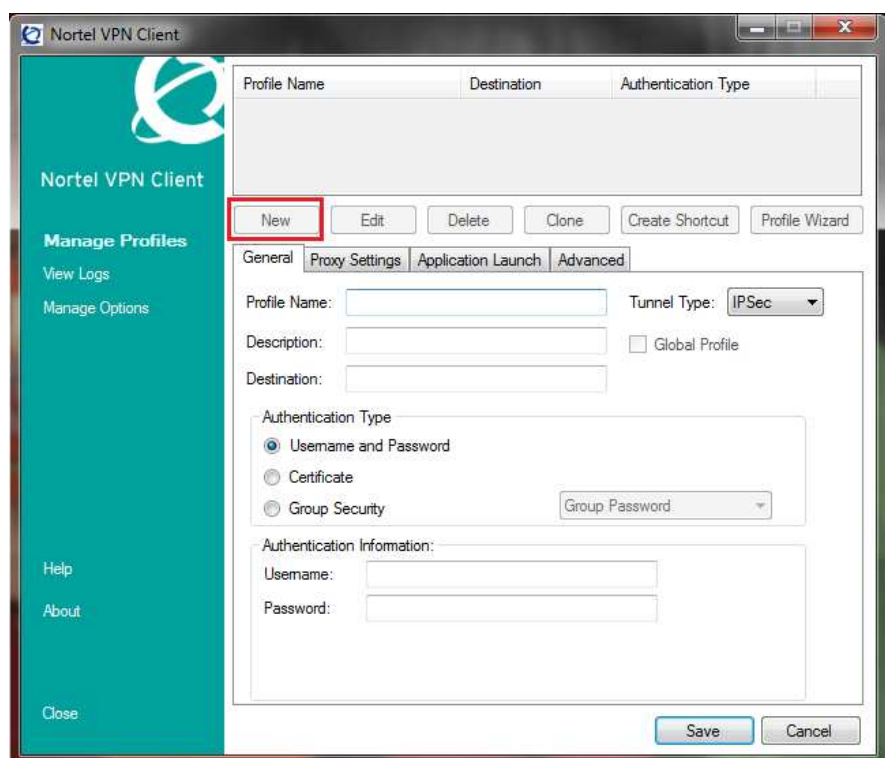 Nortel VPN Client
Profile Name Destination Authentication Type
Nortel VPN Client
New Edit Delete Clone Create Shortcut Profile Wizard
Manage Profiles
View Logs
Manage Options
General Proxy Settings Application Launch Advanced
Profile Name: Tunnel Type: IPSec
Description: Global Profile
Destination:
Authentication Type
Username and Password
Certificate
Group Security Group Password
Authentication Information:
Username:
Password:
Help
About
Close
Save Cancel